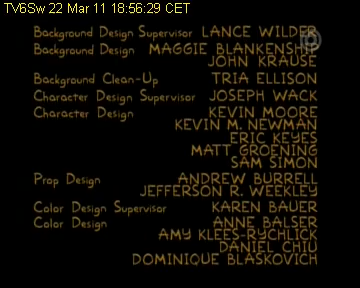 TV6Sw 22 Mar 11 18:56:29 CET
Background Design Supervisor LANCE WILDER
Background Design MAGGIE BLANKENSHIP
JOHN KRAUSE
Background Clean-Up TRIA ELLISON
Character Design Supervisor JOSEPH WACK
Character Design KEVIN MOORE
KEVIN M. NEWMAN
ERIC KEYES
MATT GROENING
SAM SIMON
Prop Design ANDREW BURRELL
JEFFERSON R. WEEKLEY
Color Design Supervisor KAREN BAUER
Color Design ANNE BALSER
AMY KLEES-RYCHLICK
DANIEL CHIU
DOMINIQUE BLASKOVICH